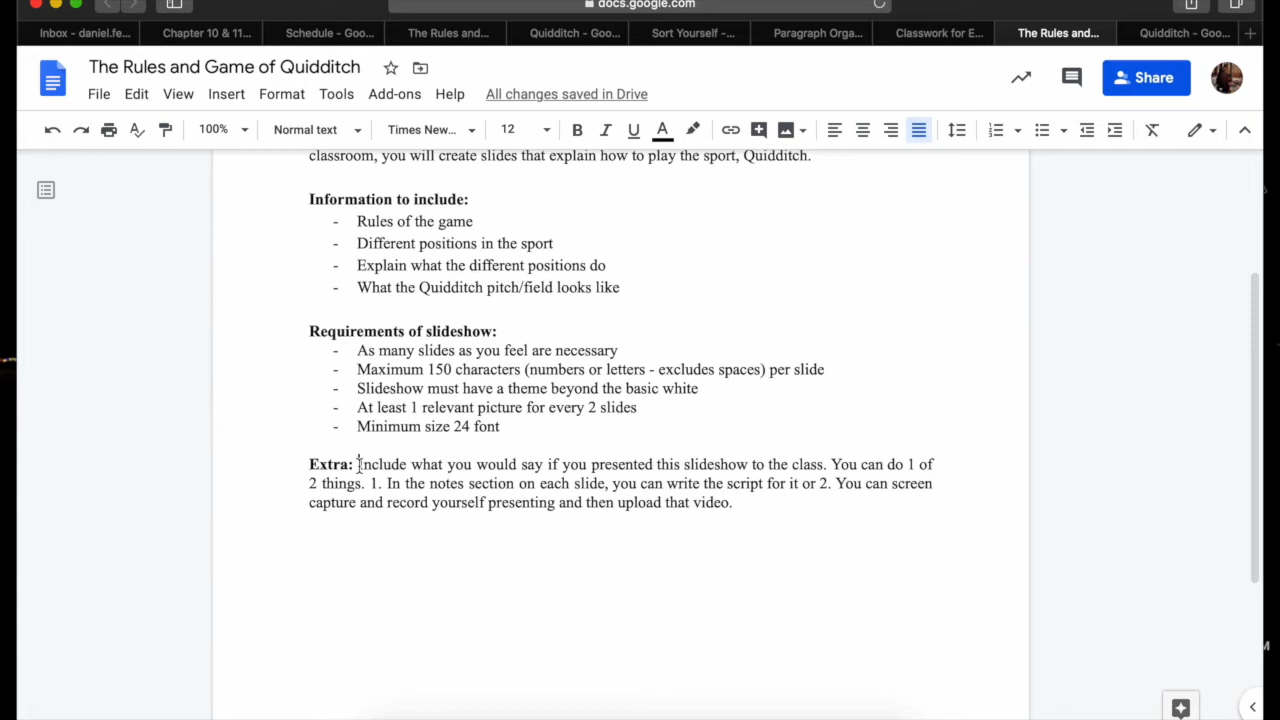 docs.google.com
Inbox - daniel.fe...
Chapter 10 & 11...
Schedule - Goo...
The Rules and...
Quidditch - Goo...
Sort Yourself -...
Paragraph Orga...
Classwork for E...
The Rules and...
Quidditch - Goo...
The Rules and Game of Quidditch
Share
File Edit View Insert Format Tools Add-ons Help All changes saved in Drive
100% Normal text Times New... 12 B I U A
classroom, you will create slides that explain how to play the sport, Quidditch.
Information to include:
- Rules of the game
- Different positions in the sport
- Explain what the different positions do
- What the Quidditch pitch/field looks like
Requirements of slideshow:
- As many slides as you feel are necessary
- Maximum 150 characters (numbers or letters - excludes spaces) per slide
- Slideshow must have a theme beyond the basic white
- At least 1 relevant picture for every 2 slides
- Minimum size 24 font
Extra: Include what you would say if you presented this slideshow to the class. You can do 1 of
2 things. 1. In the notes section on each slide, you can write the script for it or 2. You can screen
capture and record yourself presenting and then upload that video.